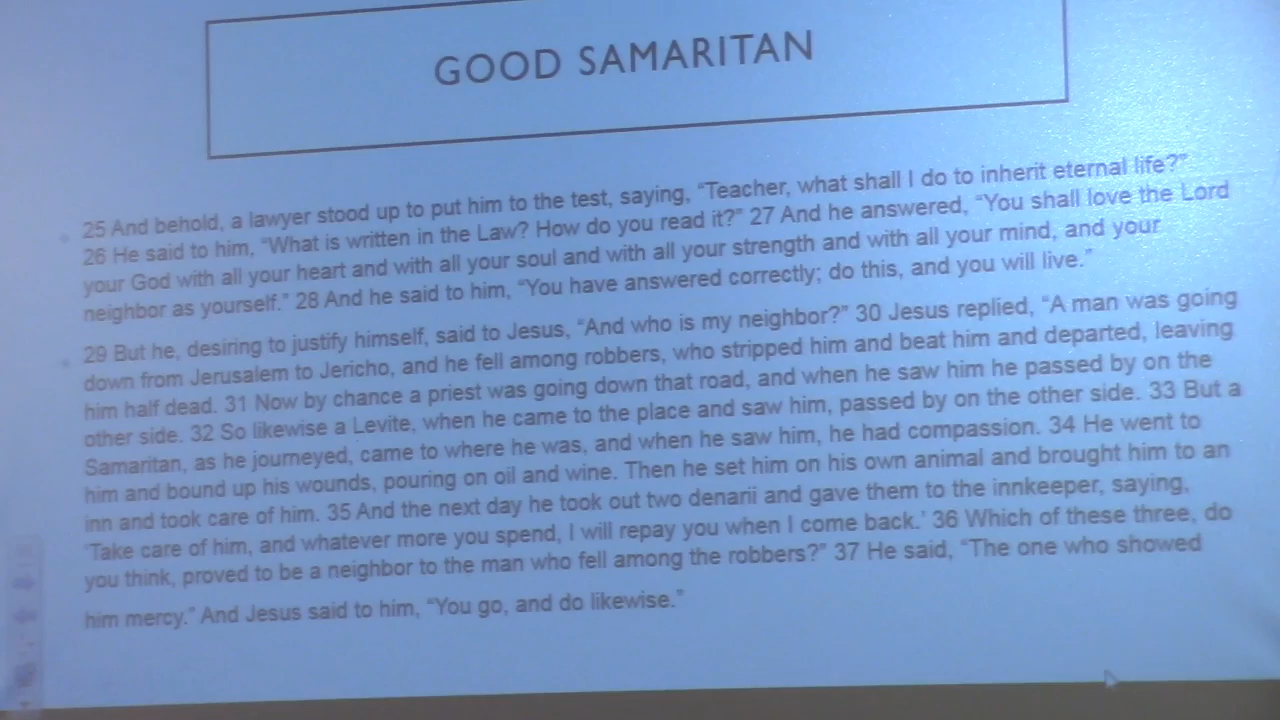 GOOD SAMARITAN
25 And behold, a lawyer stood up to put him to the test, saying, “Teacher, what shall I do to inherit eternal life?”
26 He said to him, “What is written in the Law? How do you read it?” 27 And he answered, “You shall love the Lord
your God with all your heart and with all your soul and with all your strength and with all your mind, and your
neighbor as yourself.” 28 And he said to him, “You have answered correctly; do this, and you will live.”
29 But he, desiring to justify himself, said to Jesus, “And who is my neighbor?” 30 Jesus replied, “A man was going
down from Jerusalem to Jericho, and he fell among robbers, who stripped him and beat him and departed, leaving
him half dead. 31 Now by chance a priest was going down that road, and when he saw him he passed by on the
other side. 32 So likewise a Levite, when he came to the place and saw him, passed by on the other side. 33 But a
Samaritan, as he journeyed, came to where he was, and when he saw him, he had compassion. 34 He went to
him and bound up his wounds, pouring on oil and wine. Then he set him on his own animal and brought him to an
inn and took care of him. 35 And the next day he took out two denarii and gave them to the innkeeper, saying,
‘Take care of him, and whatever more you spend, I will repay you when I come back.’ 36 Which of these three, do
you think, proved to be a neighbor to the man who fell among the robbers?” 37 He said, “The one who showed
him mercy.” And Jesus said to him, “You go, and do likewise.”